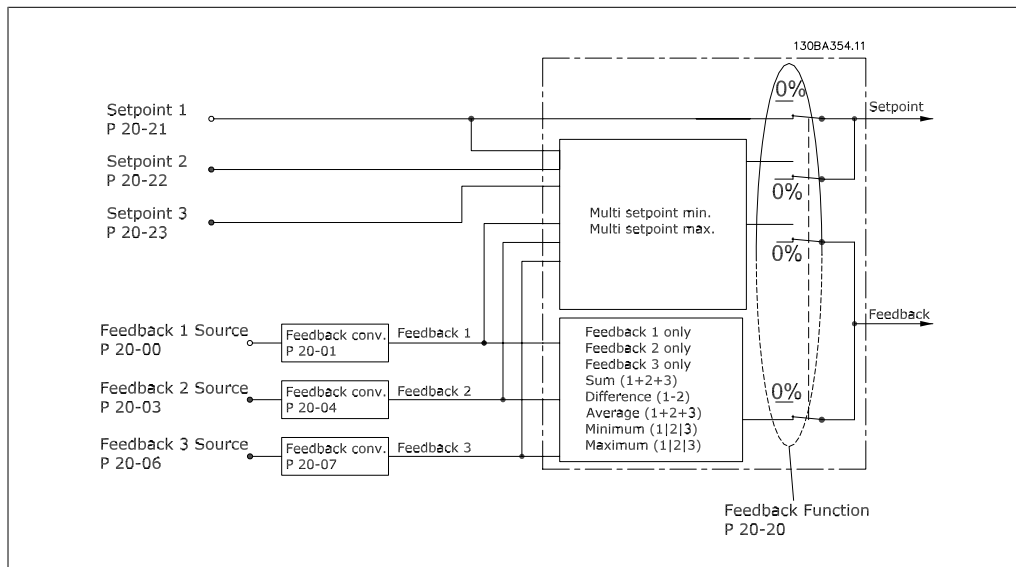 130BA354.11
0%
Setpoint 1
P 20-21
Setpoint
Setpoint 2
P 20-22
0%
Setpoint 3
P 20-23
Multi setpoint min.
Multi setpoint max.
0%
Feedback 1 Source
P 20-00
Feedback conv.
P 20-01
Feedback 1
Feedback 2 Source
P 20-03
Feedback conv.
P 20-04
Feedback 2
Feedback 3 Source
P 20-06
Feedback conv.
P 20-07
Feedback 3
Feedback 1 only
Feedback 2 only
Feedback 3 only
Sum (1+2+3)
Difference (1-2)
Average (1+2+3)
Minimum (1|2|3)
Maximum (1|2|3)
Feedback
0%
Feedback Function
P 20-20